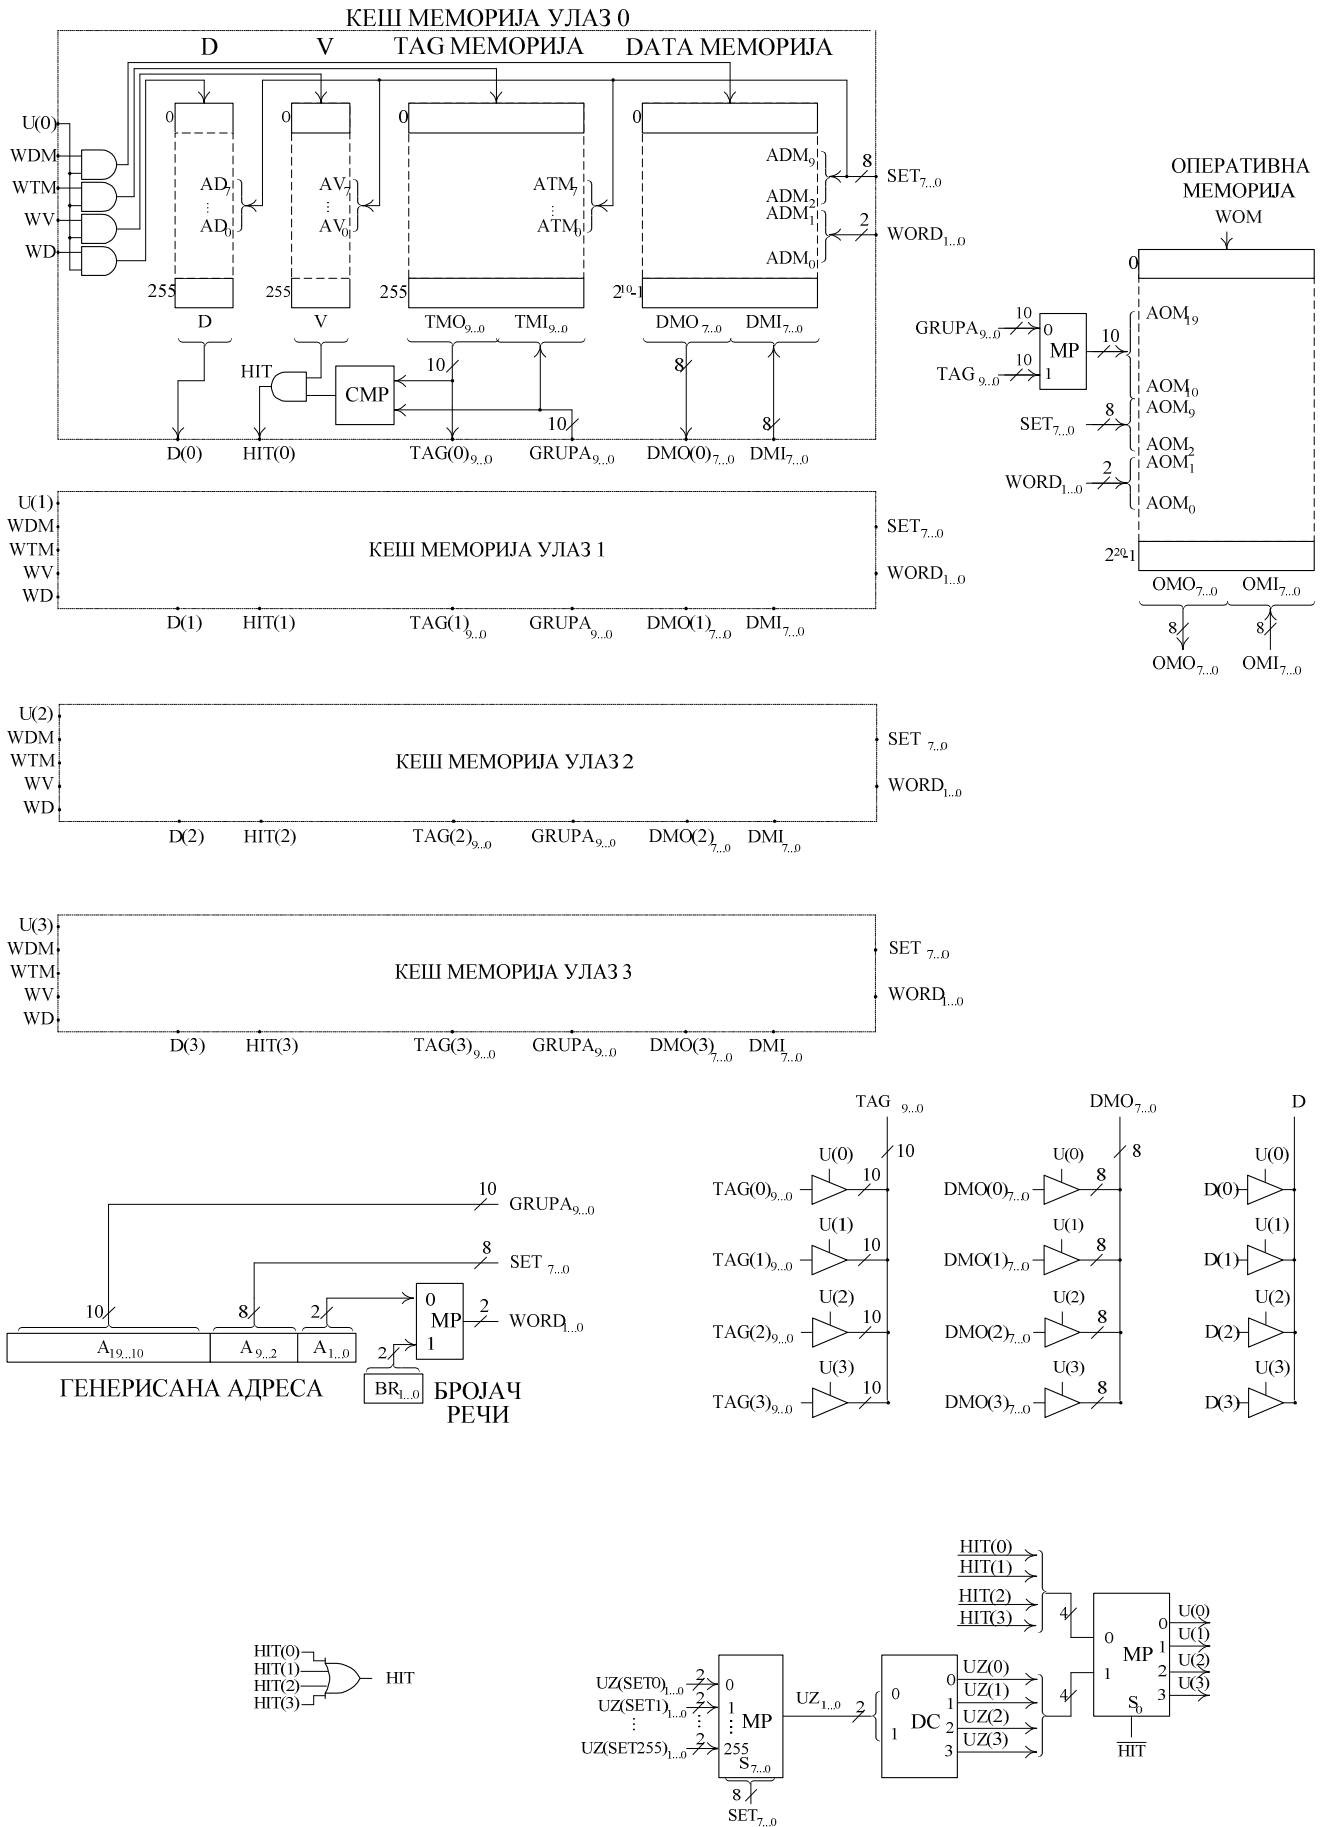 КЕШ МЕМОРИЈА УЛАЗ 0
D V TAG МЕМОРИЈА DATA МЕМОРИЈА
U(0) 0 0 0 0
WDM ADM9 8
WTM AD7 AV7 ATM7 ADM2 SET7...0
... ... ... ADM1 2
WV AD0 AV0 ATM0 WORD1...0
WD ADM0
255 255 255 2^10-1
D V TMO9...0 TMI9...0 DMO7...0 DMI7...0
HIT CMP 10 10 8 8
D(0) HIT(0) TAG(0)9...0 GRUPA9...0 DMO(0)7...0 DMI7...0
ОПЕРАТИВНА
МЕМОРИЈА
WOM
0
GRUPA9...0 10 0 MP 10 AOM19
TAG9...0 10 1 AOM10
SET7...0 8 AOM9
AOM2
WORD1...0 2 AOM1
AOM0
2^20-1
OMO7...0 OMI7...0
8 8
OMO7...0 OMI7...0
U(1)
WDM SET7...0
WTM КЕШ МЕМОРИЈА УЛАЗ 1
WV WORD1...0
WD
D(1) HIT(1) TAG(1)9...0 GRUPA9...0 DMO(1)7...0 DMI7...0
U(2)
WDM SET7...0
WTM КЕШ МЕМОРИЈА УЛАЗ 2
WV WORD1...0
WD
D(2) HIT(2) TAG(2)9...0 GRUPA9...0 DMO(2)7...0 DMI7...0
U(3)
WDM SET7...0
WTM КЕШ МЕМОРИЈА УЛАЗ 3
WV WORD1...0
WD
D(3) HIT(3) TAG(3)9...0 GRUPA9...0 DMO(3)7...0 DMI7...0
10 GRUPA9...0
8 SET7...0
10 8 2 0 MP 2 WORD1...0
A19...10 A9...2 A1...0 2 1
ГЕНЕРИСАНА АДРЕСА BR1...0 БРОЈАЧ
РЕЧИ
TAG9...0 DMO7...0 D
10 8
U(0) U(0) U(0)
TAG(0)9...0 10 DMO(0)7...0 8 D(0)
U(1) U(1) U(1)
TAG(1)9...0 10 DMO(1)7...0 8 D(1)
U(2) U(2) U(2)
TAG(2)9...0 10 DMO(2)7...0 8 D(2)
U(3) U(3) U(3)
TAG(3)9...0 10 DMO(3)7...0 8 D(3)
HIT(0)
HIT(1)
HIT(2) HIT
HIT(3)
UZ(SET0)1...0 2 0
UZ(SET1)1...0 2 1
⋮ ⋮ ⋮ MP UZ1...0 2
UZ(SET255)1...0 2 255
S7...0
8
SET7...0
0 0 UZ(0)
1 UZ(1)
DC 2 UZ(2)
1 3 UZ(3)
HIT(0)
HIT(1)
HIT(2)
HIT(3)
4 0 0 U(0)
MP 1 U(1)
4 1 2 U(2)
3 U(3)
S0
HIT